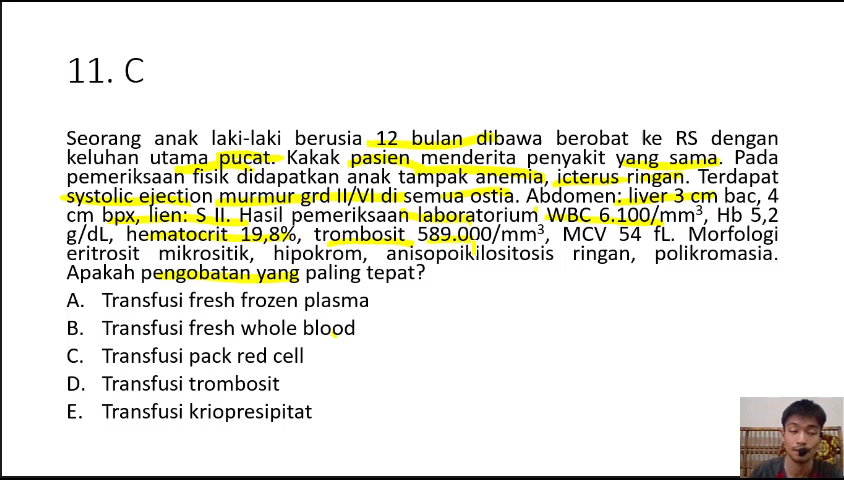 11. C
Seorang anak laki-laki berusia 12 bulan dibawa berobat ke RS dengan
keluhan utama pucat. Kakak pasien menderita penyakit yang sama. Pada
pemeriksaan fisik didapatkan anak tampak anemia, icterus ringan. Terdapat
systolic ejection murmur grd II/VI di semua ostia. Abdomen: liver 3 cm bac, 4
cm bpx, lien: S II. Hasil pemeriksaan laboratorium WBC 6.100/mm³, Hb 5,2
g/dL, hematocrit 19,8%, trombosit 589.000/mm³, MCV 54 fL. Morfologi
eritrosit mikrositik, hipokrom, anisopoikilositosis ringan, polikromasia.
Apakah pengobatan yang paling tepat?
A. Transfusi fresh frozen plasma
B. Transfusi fresh whole blood
C. Transfusi pack red cell
D. Transfusi trombosit
E. Transfusi kriopresipitat